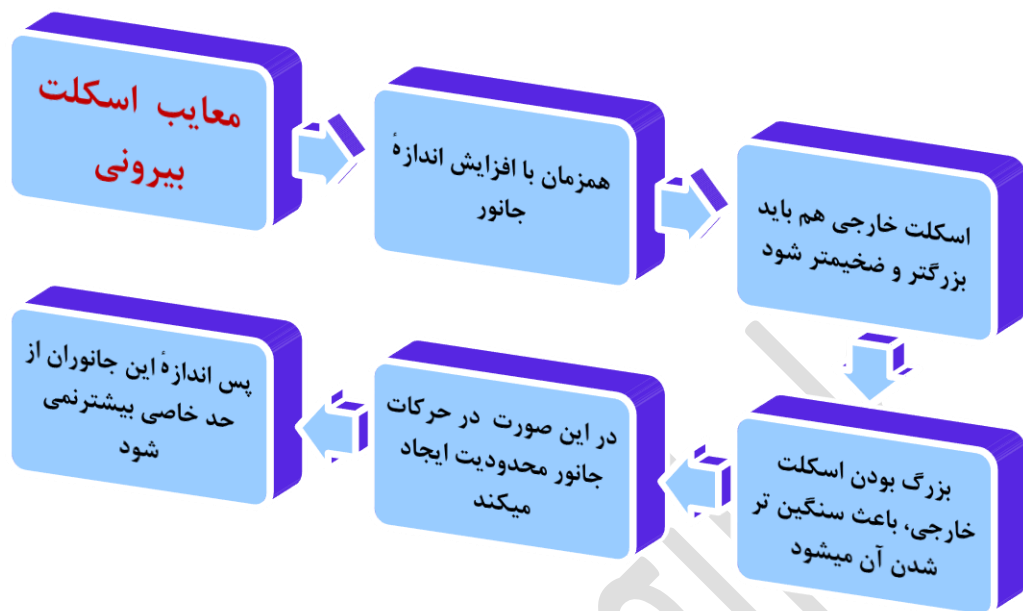 معایب اسکلت
بیرونی
همزمان با افزایش اندازهٔ
جانور
اسکلت خارجی هم باید
بزرگتر و ضخیمتر شود
بزرگ بودن اسکلت
خارجی، باعث سنگین تر
شدن آن میشود
در این صورت در حرکات
جانور محدودیت ایجاد
میکند
پس اندازهٔ این جانوران از
حد خاصی بیشترنمی
شود